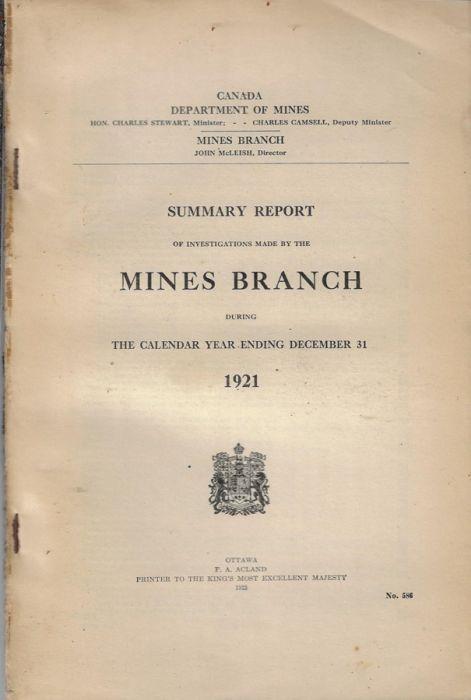 CANADA
DEPARTMENT OF MINES
HON. CHARLES STEWART, Minister; - - CHARLES CAMSELL, Deputy Minister
MINES BRANCH
JOHN McLEISH, Director
SUMMARY REPORT
OF INVESTIGATIONS MADE BY THE
MINES BRANCH
DURING
THE CALENDAR YEAR ENDING DECEMBER 31
1921
OTTAWA
F. A. ACLAND
PRINTER TO THE KING'S MOST EXCELLENT MAJESTY
No. 586